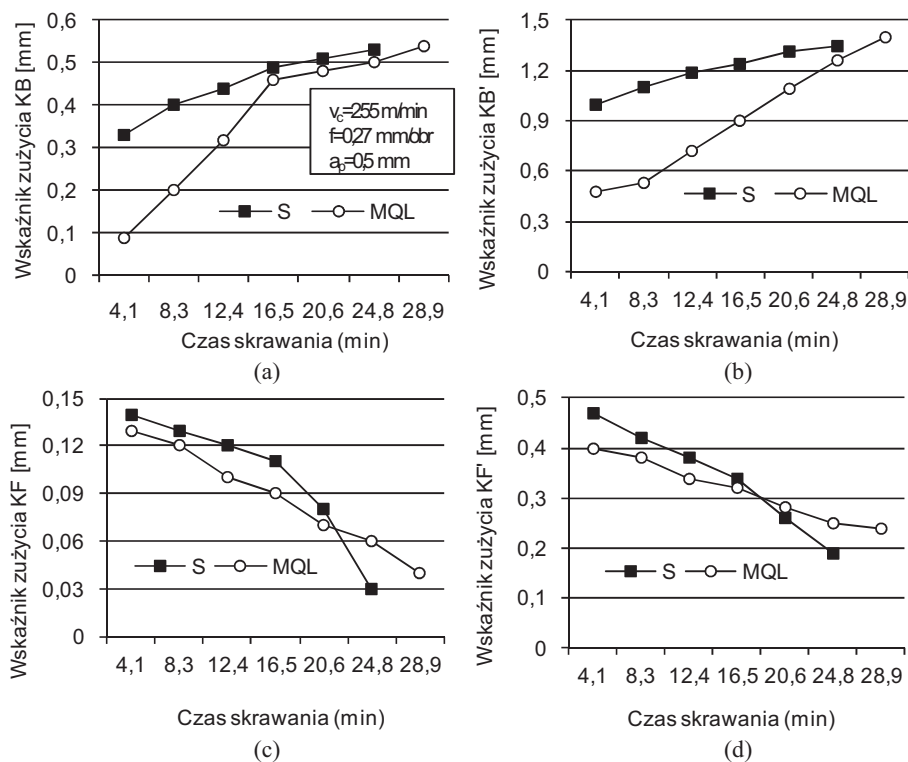 Wskaźnik zużycia KB [mm]
0,6
0,5
0,4
0,3
0,2
0,1
0
v_c=255 m/min
f=0,27 mm/obr
a_p=0,5 mm
S MQL
4,1 8,3 12,4 16,5 20,6 24,8 28,9
Czas skrawania (min)
(a)
Wskaźnik zużycia KB' [mm]
1,5
1,2
0,9
0,6
0,3
0
S MQL
4,1 8,3 12,4 16,5 20,6 24,8 28,9
Czas skrawania (min)
(b)
Wskaźnik zużycia KF [mm]
0,15
0,12
0,09
0,06
0,03
0
S MQL
4,1 8,3 12,4 16,5 20,6 24,8 28,9
Czas skrawania (min)
(c)
Wskaźnik zużycia KF' [mm]
0,5
0,4
0,3
0,2
0,1
0
S MQL
4,1 8,3 12,4 16,5 20,6 24,8 28,9
Czas skrawania (min)
(d)